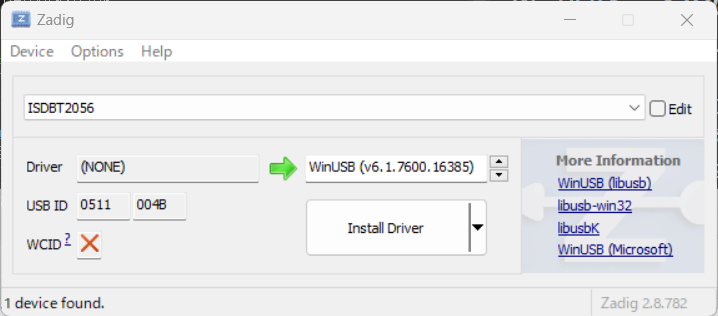 Zadig
Device Options Help
ISDBT2056
Edit
Driver (NONE) WinUSB (v6.1.7600.16385)
USB ID 0511 004B
WCID ?
Install Driver
More Information
WinUSB (libusb)
libusb-win32
libusbK
WinUSB (Microsoft)
1 device found.
Zadig 2.8.782